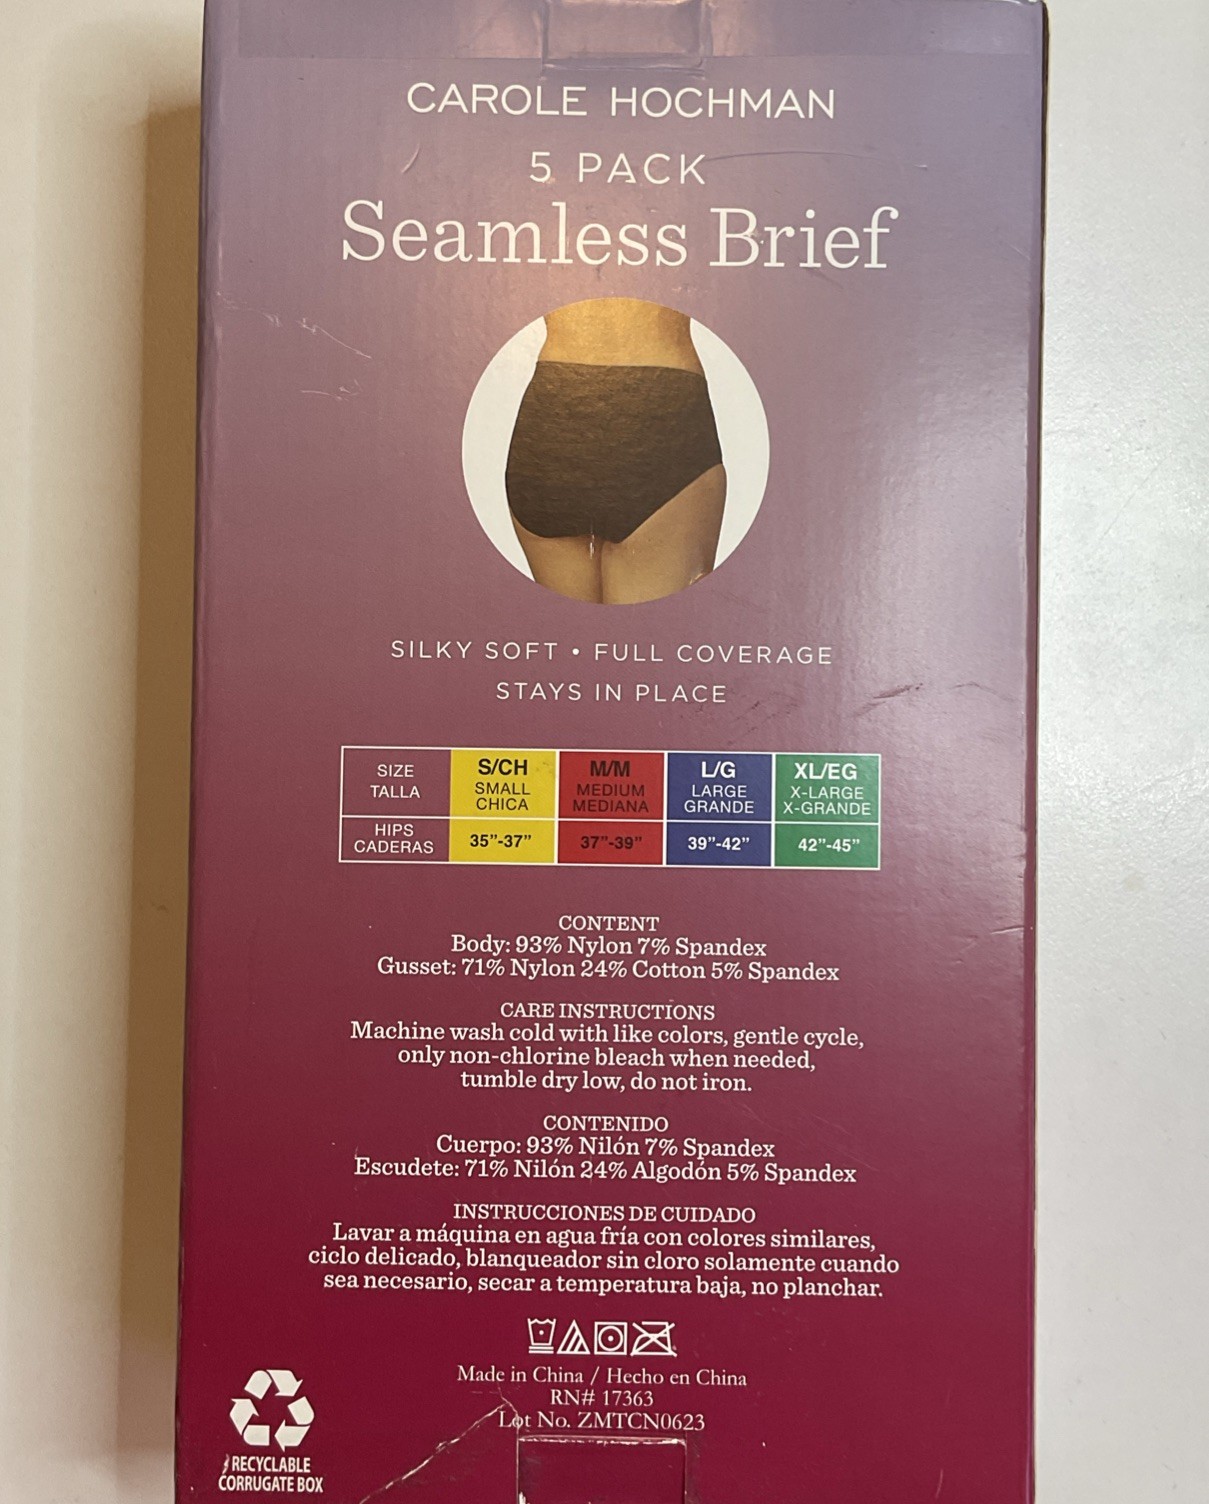 CAROLE HOCHMAN
5 PACK
Seamless Brief
SILKY SOFT • FULL COVERAGE
STAYS IN PLACE
SIZE
TALLA
S/CH
SMALL
CHICA
M/M
MEDIUM
MEDIANA
L/G
LARGE
GRANDE
XL/EG
X-LARGE
X-GRANDE
HIPS
CADERAS
35”-37”
37”-39”
39”-42”
42”-45”
CONTENT
Body: 93% Nylon 7% Spandex
Gusset: 71% Nylon 24% Cotton 5% Spandex
CARE INSTRUCTIONS
Machine wash cold with like colors, gentle cycle,
only non-chlorine bleach when needed,
tumble dry low, do not iron.
CONTENIDO
Cuerpo: 93% Nilón 7% Spandex
Escudete: 71% Nilón 24% Algodón 5% Spandex
INSTRUCCIONES DE CUIDADO
Lavar a máquina en agua fría con colores similares,
ciclo delicado, blanqueador sin cloro solamente cuando
sea necesario, secar a temperatura baja, no planchar.
Made in China / Hecho en China
RN# 17363
Lot No. ZMTCN0623
RECYCLABLE
CORRUGATE BOX